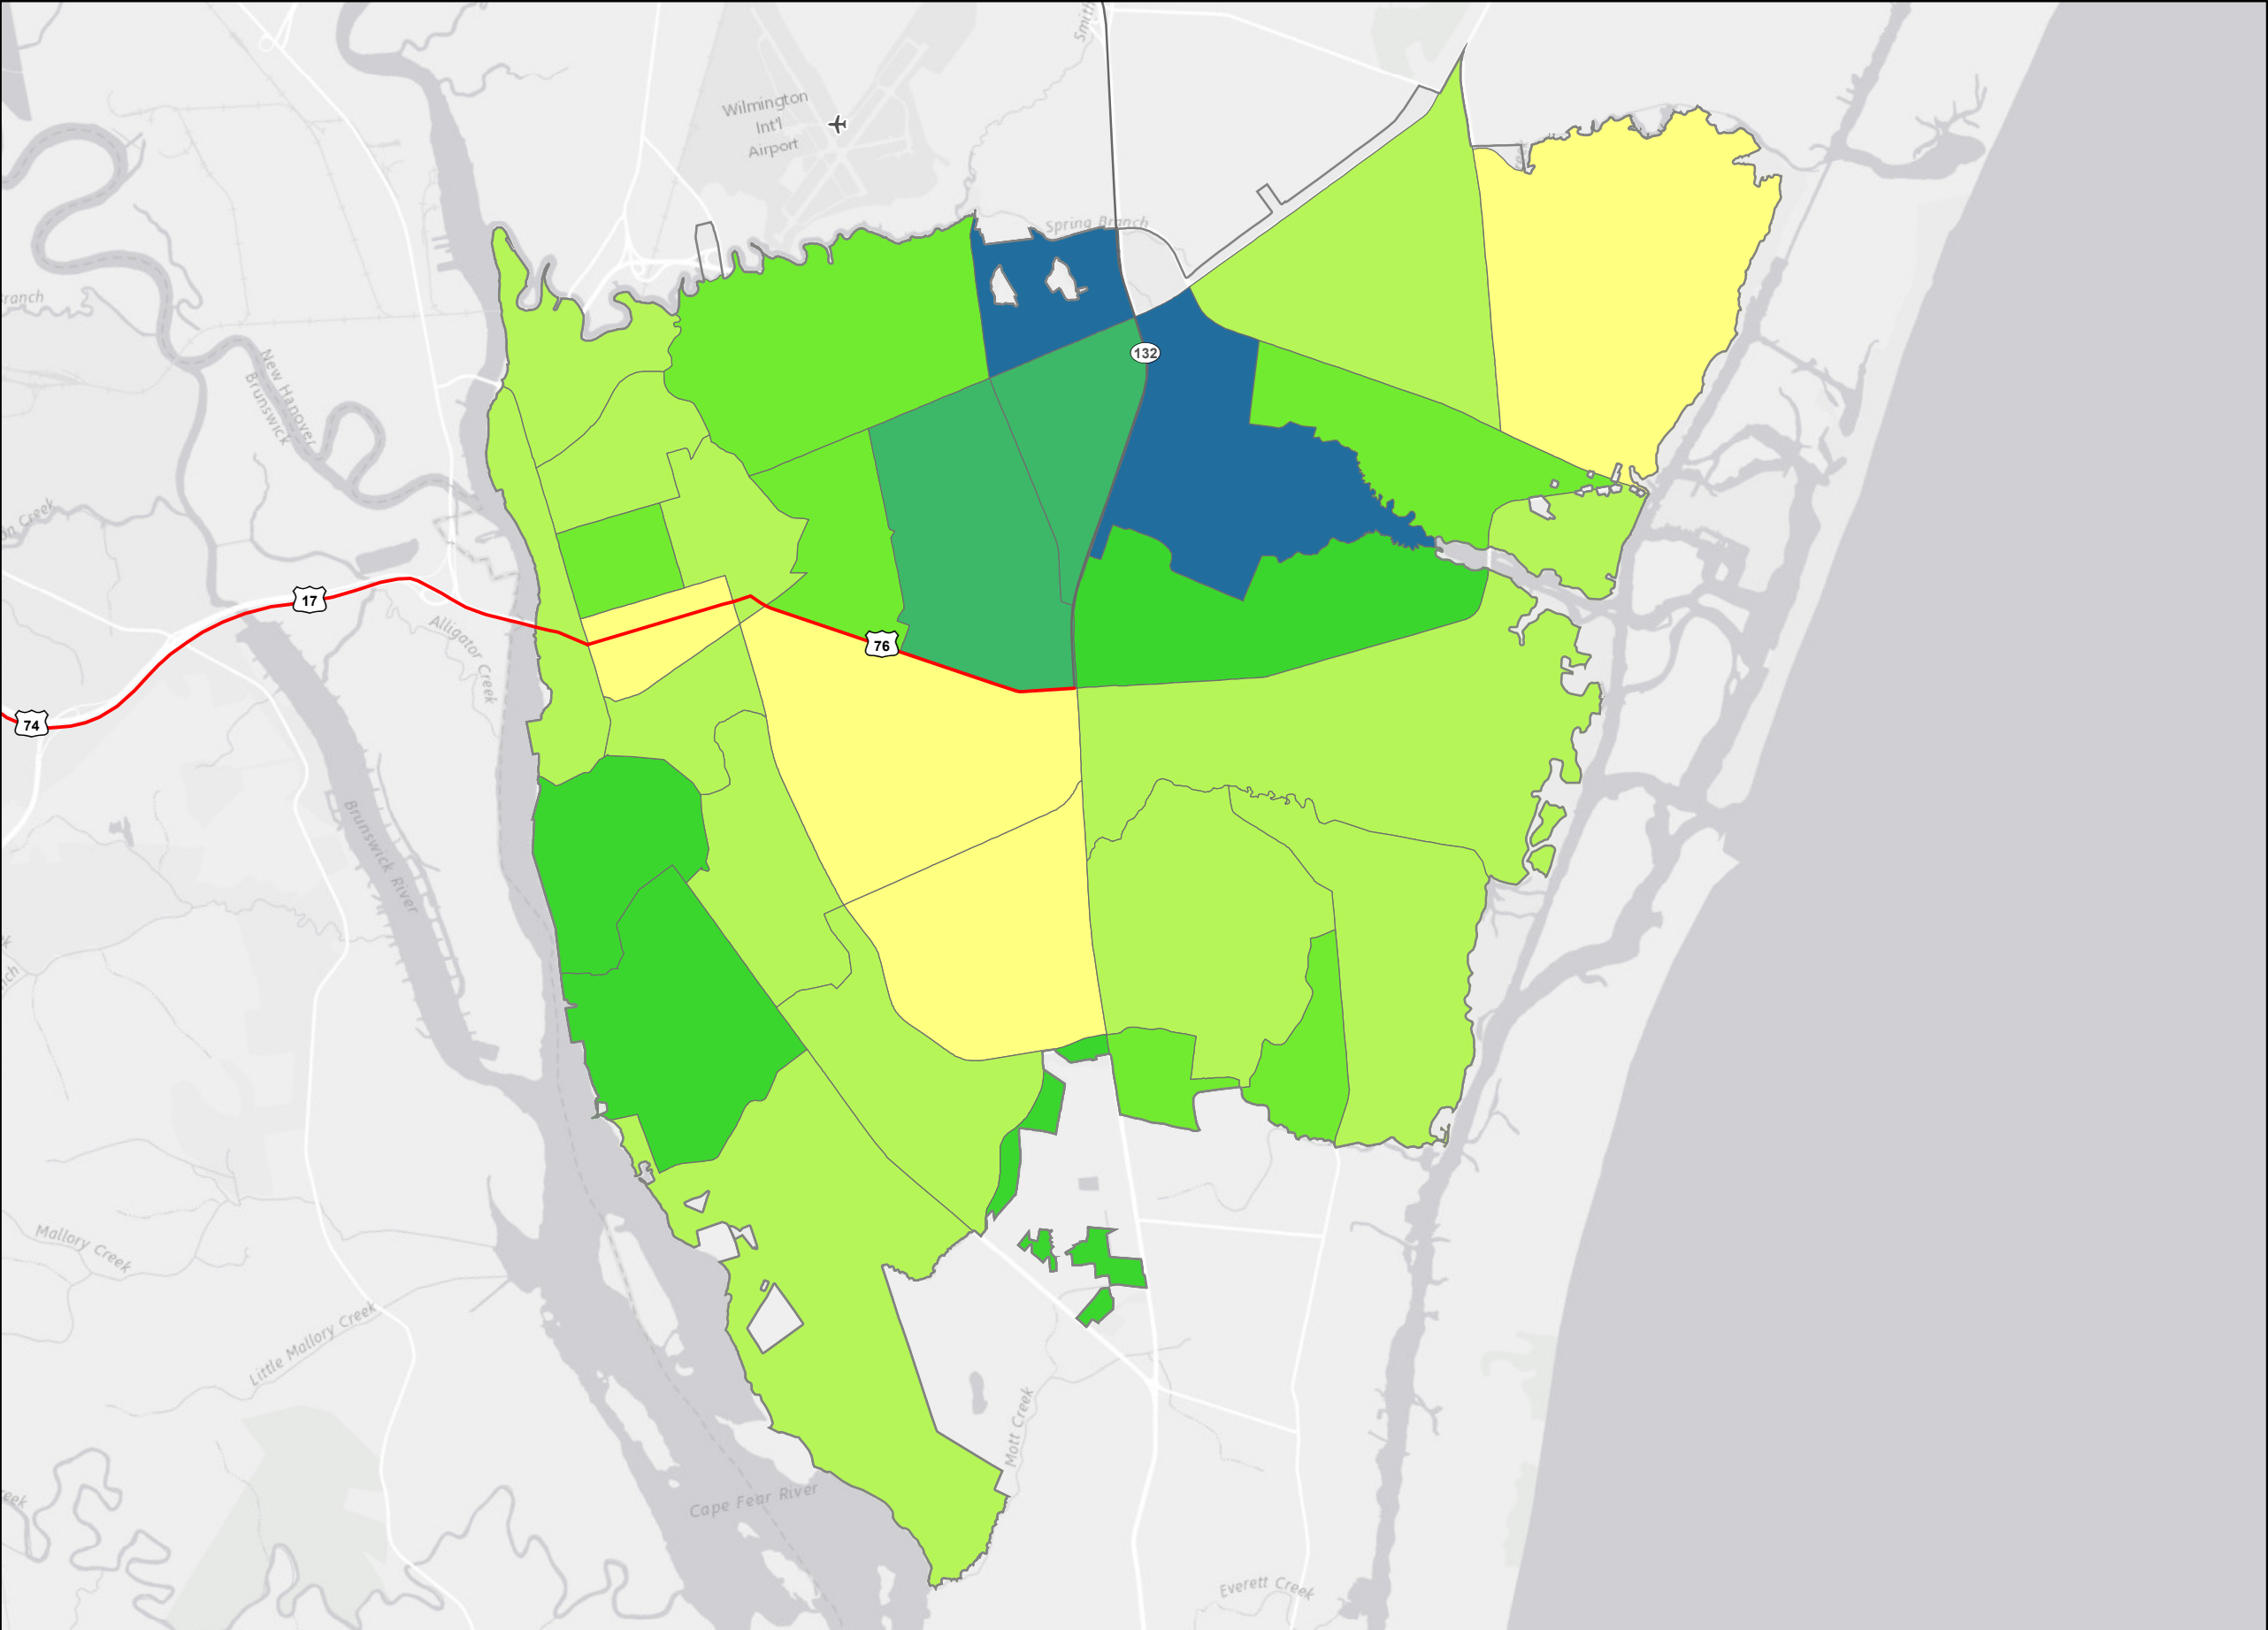 Smith
Wilmington
Int'l
Airport
Spring Branch
ranch
New Hanover
Brunswick
132
Creek
17
Alligator Creek
76
74
Brunswick River
Mallory Creek
Little Mallory Creek
Mott Creek
Cape Fear River
Everett Creek